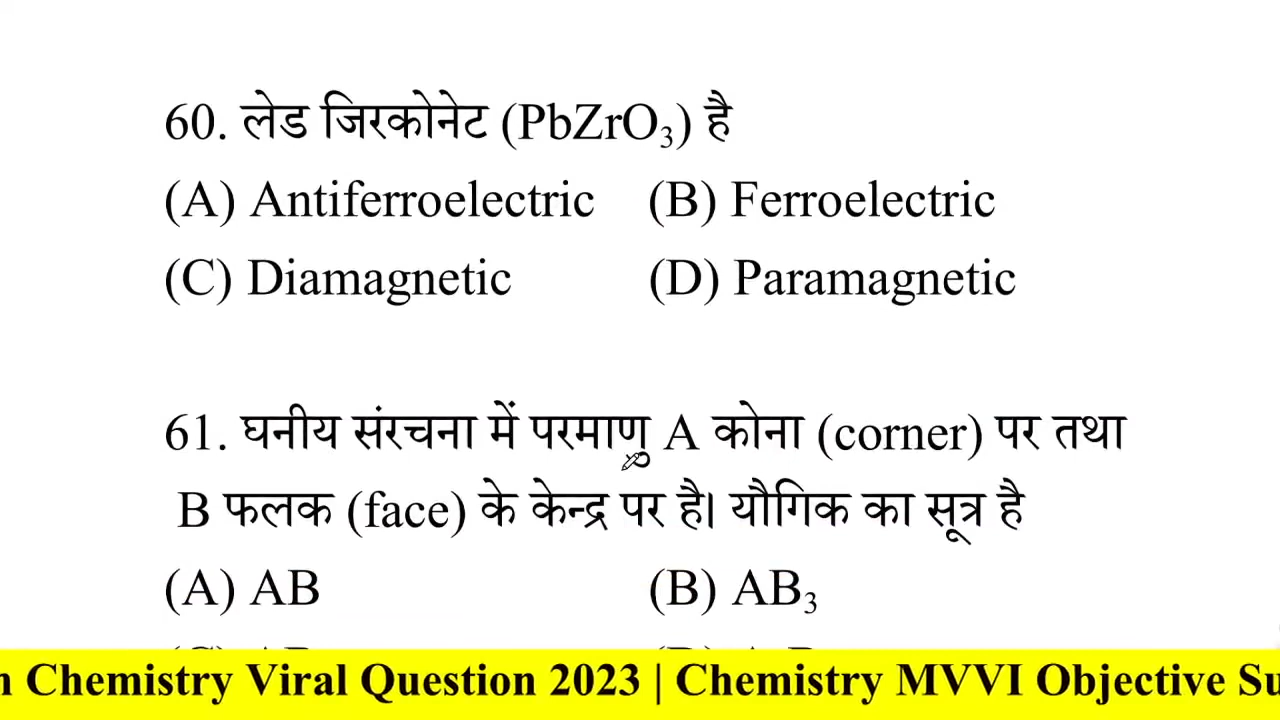 60. लेड जिरकोनेट (PbZrO₃) है
(A) Antiferroelectric (B) Ferroelectric
(C) Diamagnetic (D) Paramagnetic
61. घनीय संरचना में परमाणु A कोना (corner) पर तथा
B फलक (face) के केन्द्र पर है। यौगिक का सूत्र है
(A) AB (B) AB₃
Chemistry Viral Question 2023 | Chemistry MVVI Objective